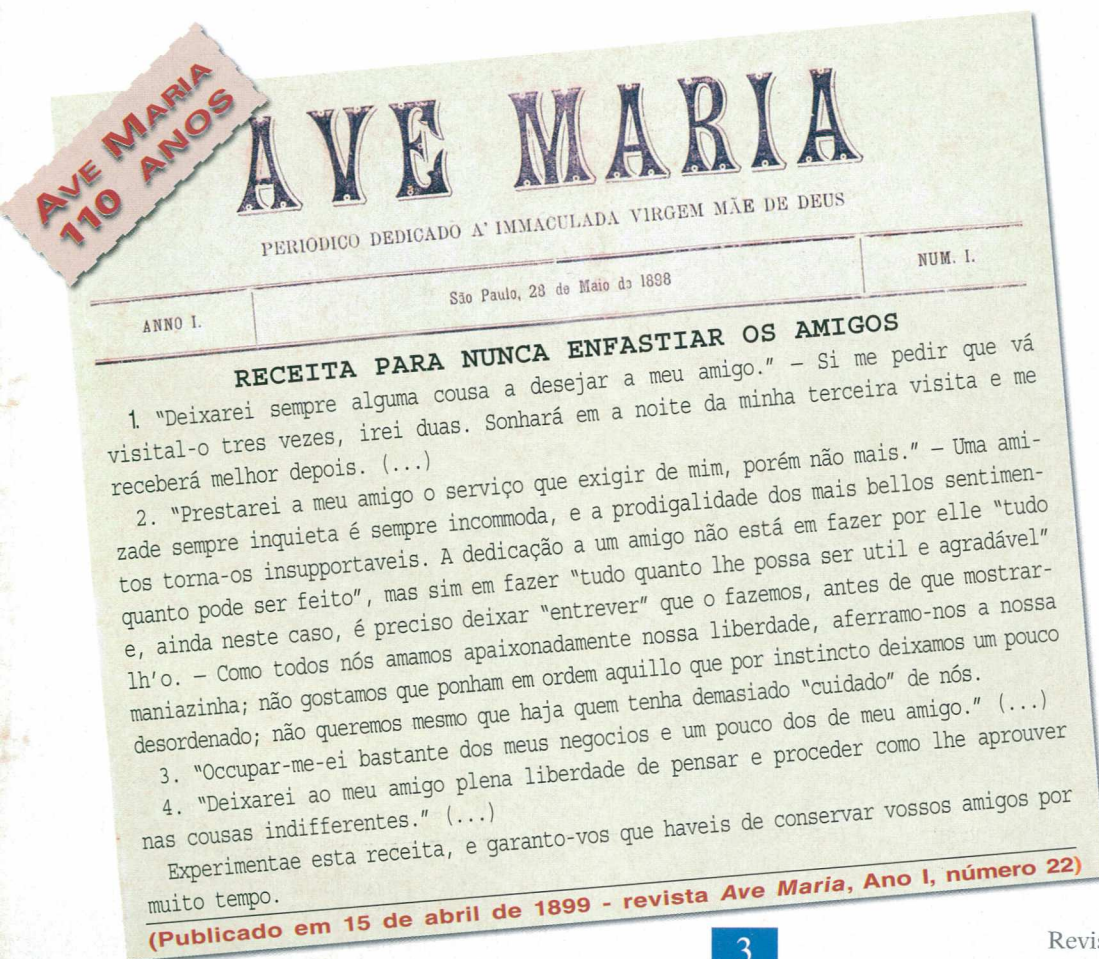 AVE MARIA
110 ANOS
AVE MARIA
PERIODICO DEDICADO A' IMMACULADA VIRGEM MÃE DE DEUS
ANNO I.
São Paulo, 28 de Maio de 1898
NUM. I.
RECEITA PARA NUNCA ENFASTIAR OS AMIGOS
1. "Deixarei sempre alguma cousa a desejar a meu amigo." – Si me pedir que vá
visital-o tres vezes, irei duas. Sonhará em a noite da minha terceira visita e me
receberá melhor depois. (...)
2. "Prestarei a meu amigo o serviço que exigir de mim, porém não mais." – Uma ami-
zade sempre inquieta é sempre incommoda, e a prodigalidade dos mais bellos sentimen-
tos torna-os insupportaveis. A dedicação a um amigo não está em fazer por elle "tudo
quanto pode ser feito", mas sim em fazer "tudo quanto lhe possa ser util e agradável"
e, ainda neste caso, é preciso deixar "entrever" que o fazemos, antes de que mostrar-
lh'o. – Como todos nós amamos apaixonadamente nossa liberdade, aferramo-nos a nossa
maniazinha; não gostamos que ponham em ordem aquillo que por instincto deixamos um pouco
desordenado; não queremos mesmo que haja quem tenha demasiado "cuidado" de nós.
3. "Occupar-me-ei bastante dos meus negocios e um pouco dos de meu amigo." (...)
4. "Deixarei ao meu amigo plena liberdade de pensar e proceder como lhe aprouver
nas cousas indifferentes." (...)
Experimentae esta receita, e garanto-vos que haveis de conservar vossos amigos por
muito tempo.
(Publicado em 15 de abril de 1899 - revista Ave Maria, Ano I, número 22)
3
Revis